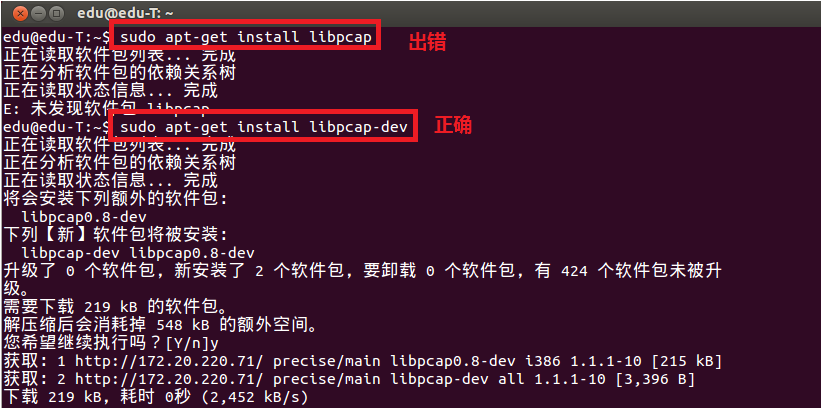 edu@edu-T: ~
edu@edu-T:~$ sudo apt-get install libpcap 出错
正在读取软件包列表... 完成
正在分析软件包的依赖关系树
正在读取状态信息... 完成
E: 未发现软件包 libpcap
edu@edu-T:~$ sudo apt-get install libpcap-dev 正确
正在读取软件包列表... 完成
正在分析软件包的依赖关系树
正在读取状态信息... 完成
将会安装下列额外的软件包:
libpcap0.8-dev
下列【新】软件包将被安装:
libpcap-dev libpcap0.8-dev
升级了 0 个软件包，新安装了 2 个软件包，要卸载 0 个软件包，有 424 个软件包未被升
级。
需要下载 219 kB 的软件包。
解压缩后会消耗掉 548 kB 的额外空间。
您希望继续执行吗？[Y/n]y
获取: 1 http://172.20.220.71/ precise/main libpcap0.8-dev i386 1.1.1-10 [215 kB]
获取: 2 http://172.20.220.71/ precise/main libpcap-dev all 1.1.1-10 [3,396 B]
下载 219 kB，耗时 0秒 (2,452 kB/s)